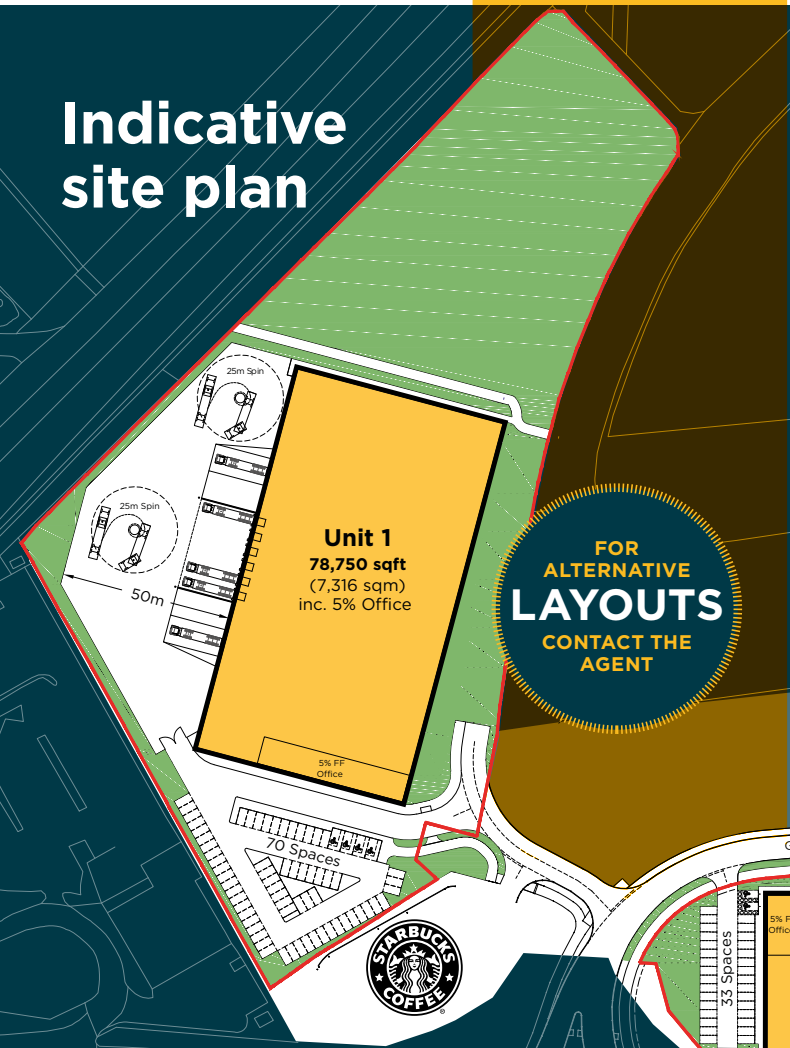 Indicative
site plan
25m Spin
25m Spin
50m
Unit 1
78,750 sqft
(7,316 sqm)
inc. 5% Office
FOR
ALTERNATIVE
LAYOUTS
CONTACT THE
AGENT
5% FF
Office
70 Spaces
STARBUCKS
COFFEE
®
33 Spaces
5% F
Offic